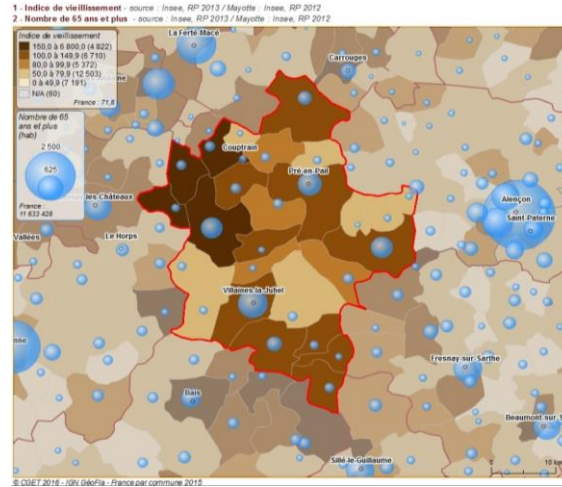 1 - Indice de vieillissement - source : Insee, RP 2013 / Mayotte : Insee, RP 2012
2 - Nombre de 65 ans et plus - source : Insee, RP 2013 / Mayotte : Insee, RP 2012
Indice de vieillissement
150,0 à 6 800,0 (4 822)
100,0 à 149,9 (6 710)
80,0 à 99,9 (5 372)
50,0 à 79,9 (12 503)
0 à 49,9 (7 191)
N/A (60)
France : 71,8
Nombre de 65
ans et plus
(hab)
2 500
625
France :
11 633 428
La Ferté-Macé
Carrouges
Couptrain
Pré-en-Pail
les Châteaux
Alençon
Saint-Paterne
Vallées
Le Horps
Villaines-la-Juhel
Fresnay-sur-Sarthe
Bais
Beaumont-sur-S
Sillé-le-Guillaume
0 10 km
© CGET 2016 - IGN GéoFla - France par commune 2015